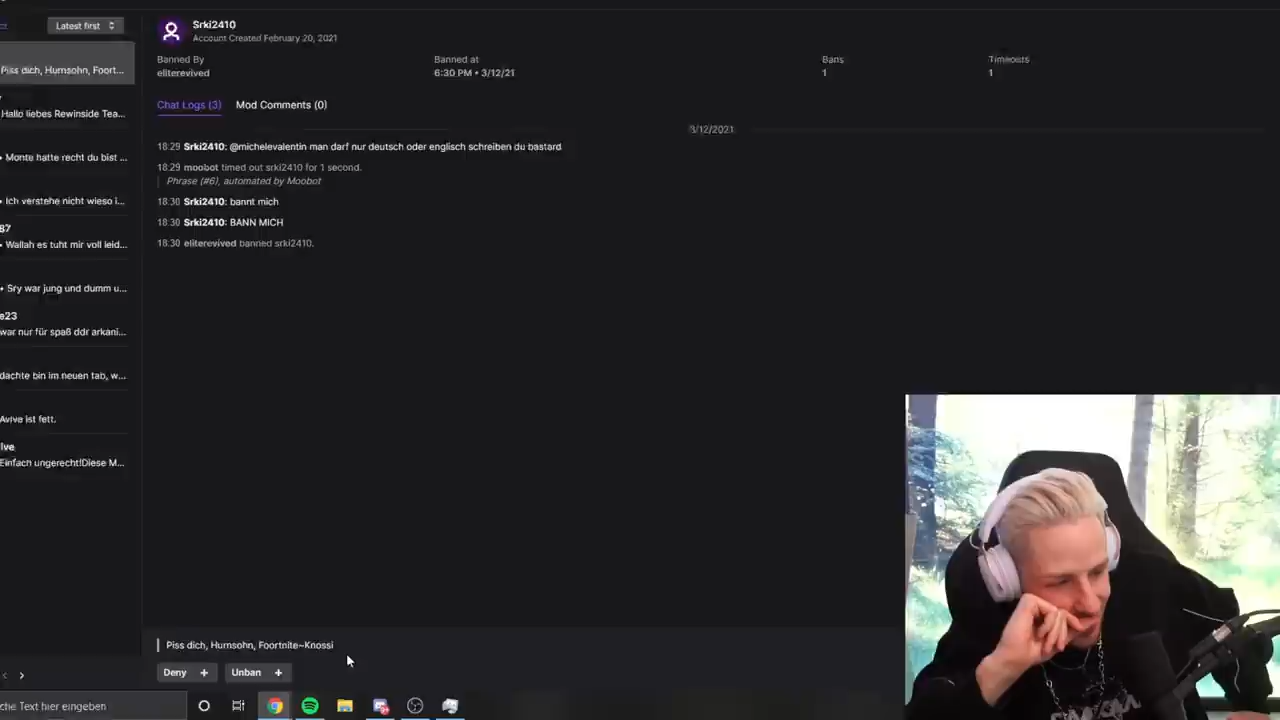 Latest first
Srki2410
Account Created February 20, 2021
Banned By
eliterevived
Banned at
6:30 PM • 3/12/21
Bans
1
Timeouts
1
Chat Logs (3)
Mod Comments (0)
3/12/2021
18:29 Srki2410: @michelevalentin man darf nur deutsch oder englisch schreiben du bastard
18:29 moobot timed out srki2410 for 1 second.
Phrase (#6), automated by Moobot
18:30 Srki2410: bannt mich
18:30 Srki2410: BANN MICH
18:30 eliterevived banned srki2410.
Piss dich, Hurnsohn, Foort...
Hallo liebes Rewinside Tea...
• Monte hatte recht du bist ...
• Ich verstehe nicht wieso i...
87
• Wallah es tuht mir voll leid...
• Sry war jung und dumm u...
e23
war nur für spaß ddr arkani...
dachte bin im neuen tab, w...
Avive ist fett.
ive
Einfach ungerecht!Diese M...
Piss dich, Hurnsohn, Foortnite~Knossi
Deny +
Unban +
che Text hier eingeben